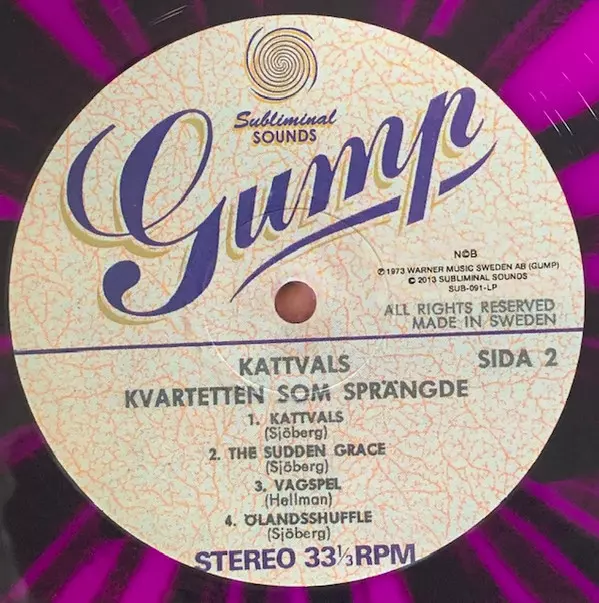 Subliminal
SOUNDS
Gump
N©B
℗ 1973 WARNER MUSIC SWEDEN AB (GUMP)
© 2013 SUBLIMINAL SOUNDS
SUB-091-LP
ALL RIGHTS RESERVED
MADE IN SWEDEN
KATTVALS SIDA 2
KVARTETTEN SOM SPRÄNGDE
1. KATTVALS
(Sjöberg)
2. THE SUDDEN GRACE
(Sjöberg)
3. VAGSPEL
(Hellman)
4. ÖLANDSSHUFFLE
(Sjöberg)
STEREO 33⅓ RPM